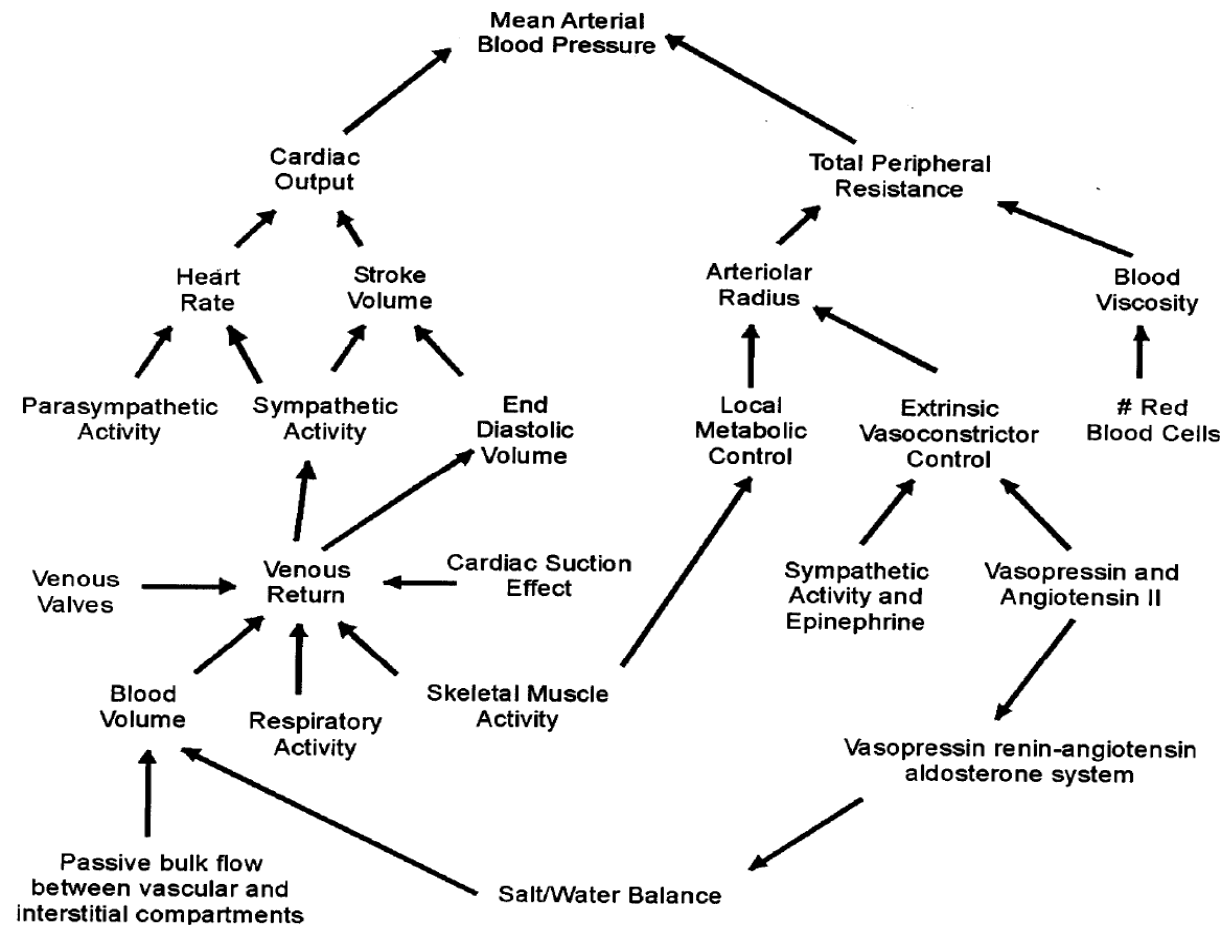 Mean Arterial
Blood Pressure
Cardiac
Output
Total Peripheral
Resistance
Heart
Rate
Stroke
Volume
Arteriolar
Radius
Blood
Viscosity
Parasympathetic
Activity
Sympathetic
Activity
End
Diastolic
Volume
Local
Metabolic
Control
Extrinsic
Vasoconstrictor
Control
# Red
Blood Cells
Venous
Valves
Venous
Return
Cardiac Suction
Effect
Sympathetic
Activity and
Epinephrine
Vasopressin and
Angiotensin II
Blood
Volume
Respiratory
Activity
Skeletal Muscle
Activity
Vasopressin renin-angiotensin
aldosterone system
Passive bulk flow
between vascular and
interstitial compartments
Salt/Water Balance